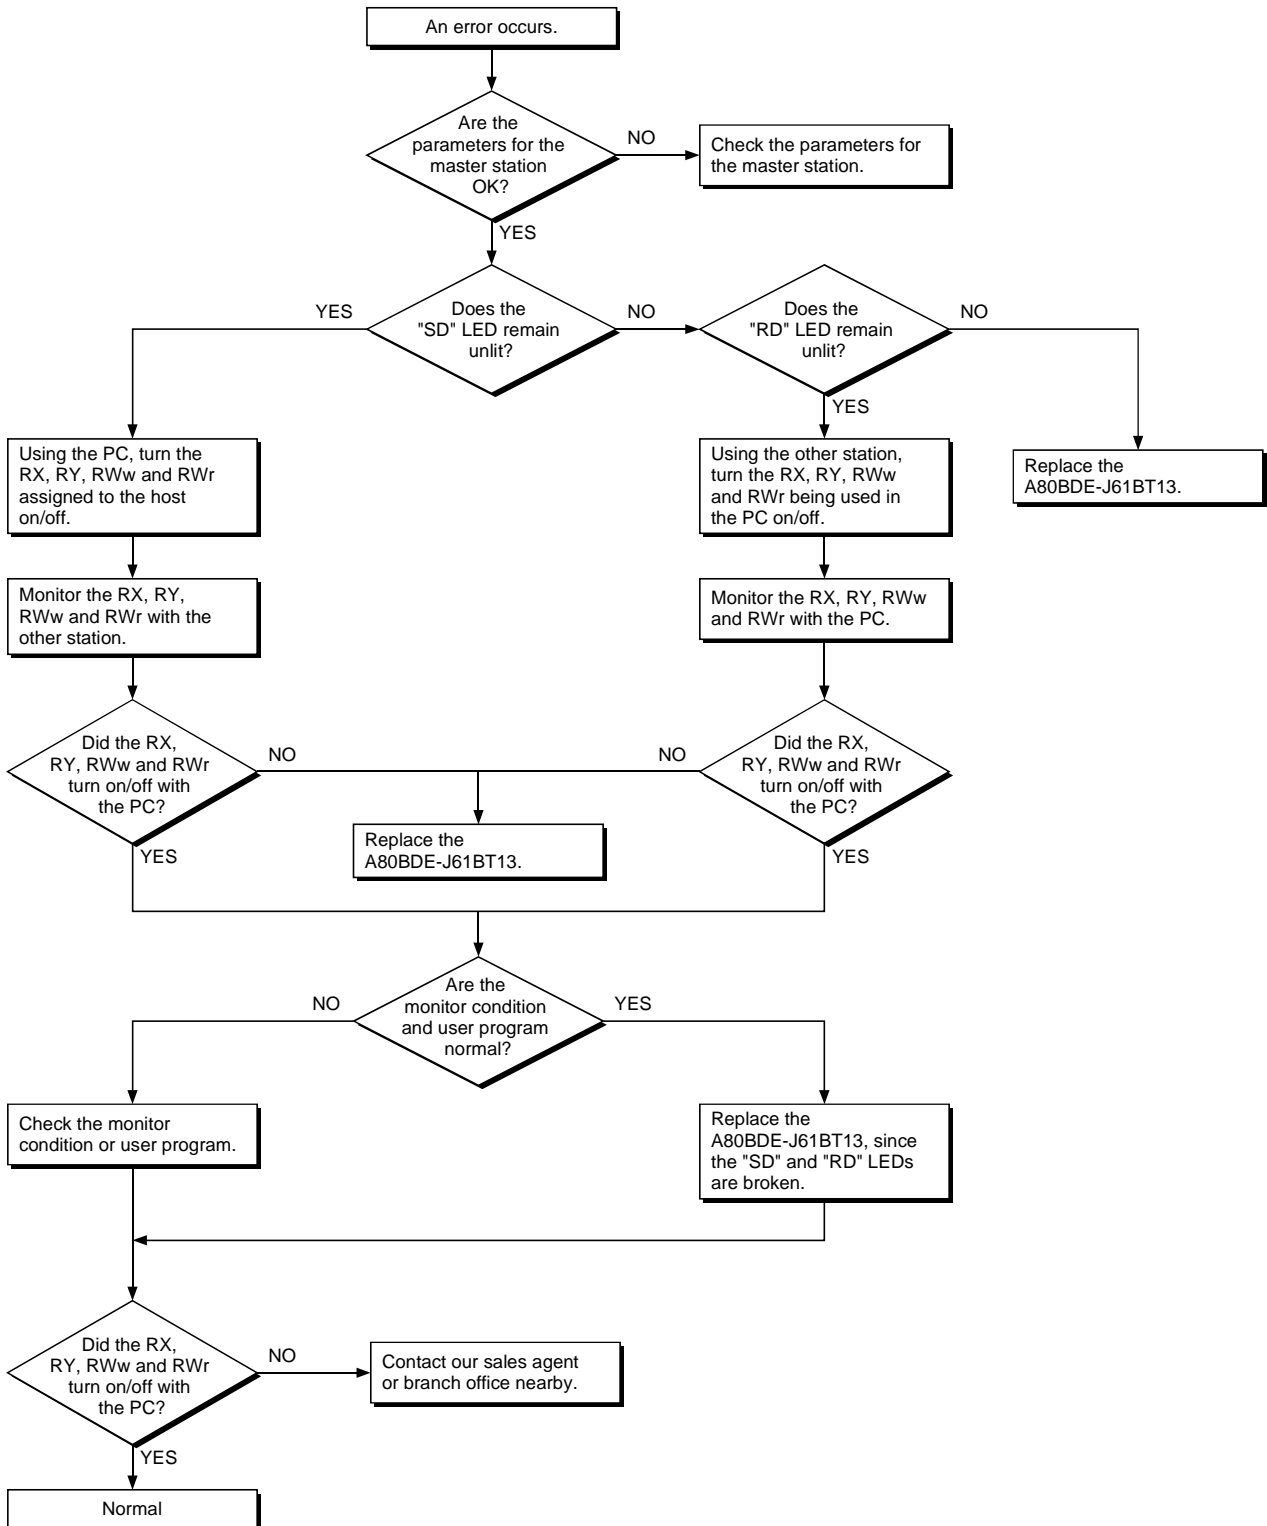 An error occurs.
Are the
parameters for the
master station
OK?
NO
Check the parameters for
the master station.
YES
YES
Does the
"SD" LED remain
unlit?
NO
Does the
"RD" LED remain
unlit?
NO
YES
Using the PC, turn the
RX, RY, RWw and RWr
assigned to the host
on/off.
Using the other station,
turn the RX, RY, RWw
and RWr being used in
the PC on/off.
Replace the
A80BDE-J61BT13.
Monitor the RX, RY,
RWw and RWr with the
other station.
Monitor the RX, RY, RWw
and RWr with the PC.
Did the RX,
RY, RWw and RWr
turn on/off with
the PC?
NO
NO
Did the RX,
RY, RWw and RWr
turn on/off with
the PC?
YES
Replace the
A80BDE-J61BT13.
YES
NO
Are the
monitor condition
and user program
normal?
YES
Check the monitor
condition or user program.
Replace the
A80BDE-J61BT13, since
the "SD" and "RD" LEDs
are broken.
Did the RX,
RY, RWw and RWr
turn on/off with
the PC?
NO
Contact our sales agent
or branch office nearby.
YES
Normal